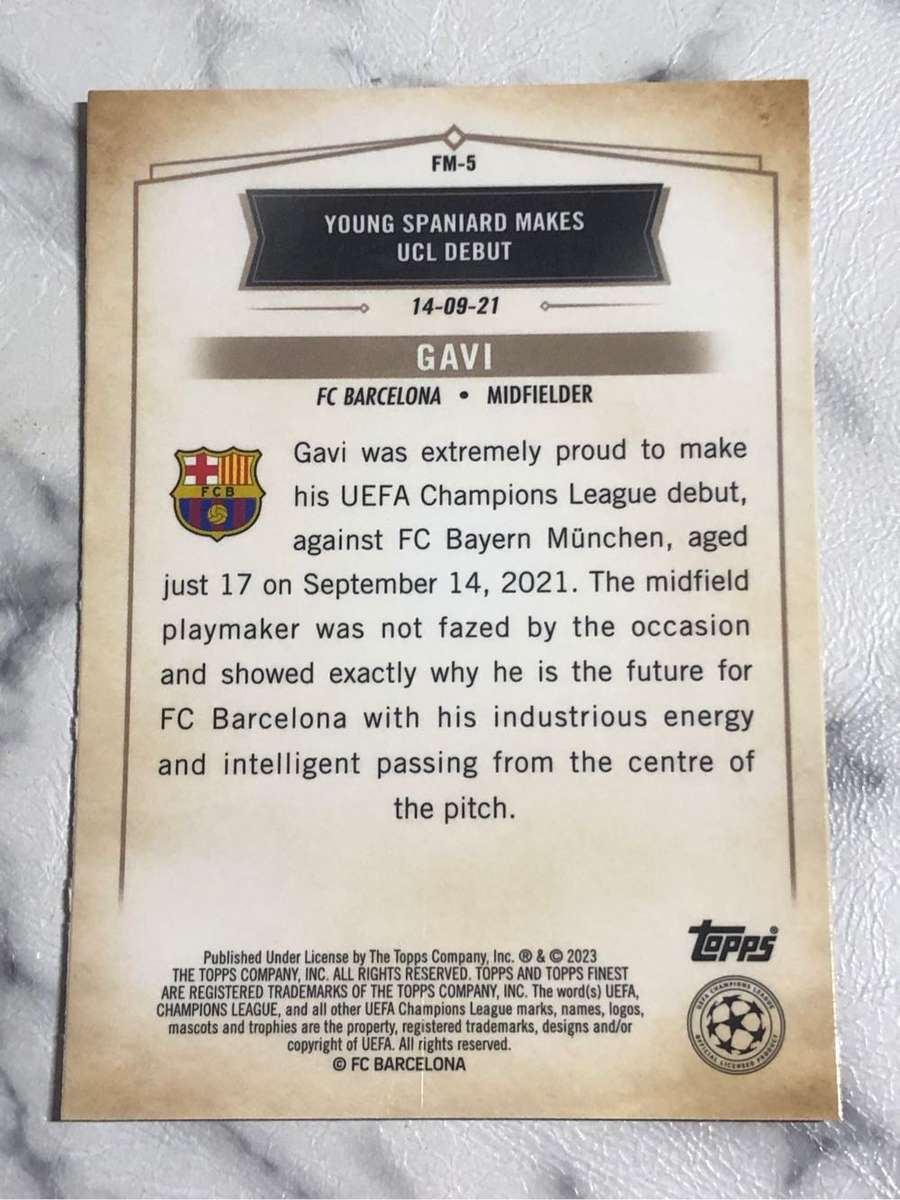 FM-5
YOUNG SPANIARD MAKES
UCL DEBUT
14-09-21
GAVI
FC BARCELONA • MIDFIELDER
FCB
Gavi was extremely proud to make
his UEFA Champions League debut,
against FC Bayern München, aged
just 17 on September 14, 2021. The midfield
playmaker was not fazed by the occasion
and showed exactly why he is the future for
FC Barcelona with his industrious energy
and intelligent passing from the centre of
the pitch.
Topps
Published Under License by The Topps Company, Inc. ® & © 2023
THE TOPPS COMPANY, INC. ALL RIGHTS RESERVED. TOPPS AND TOPPS FINEST
ARE REGISTERED TRADEMARKS OF THE TOPPS COMPANY, INC. The word(s) UEFA,
CHAMPIONS LEAGUE, and all other UEFA Champions League marks, names, logos,
mascots and trophies are the property, registered trademarks, designs and/or
copyright of UEFA. All rights reserved.
© FC BARCELONA
UEFA CHAMPIONS LEAGUE
OFFICIAL LICENSED PRODUCT